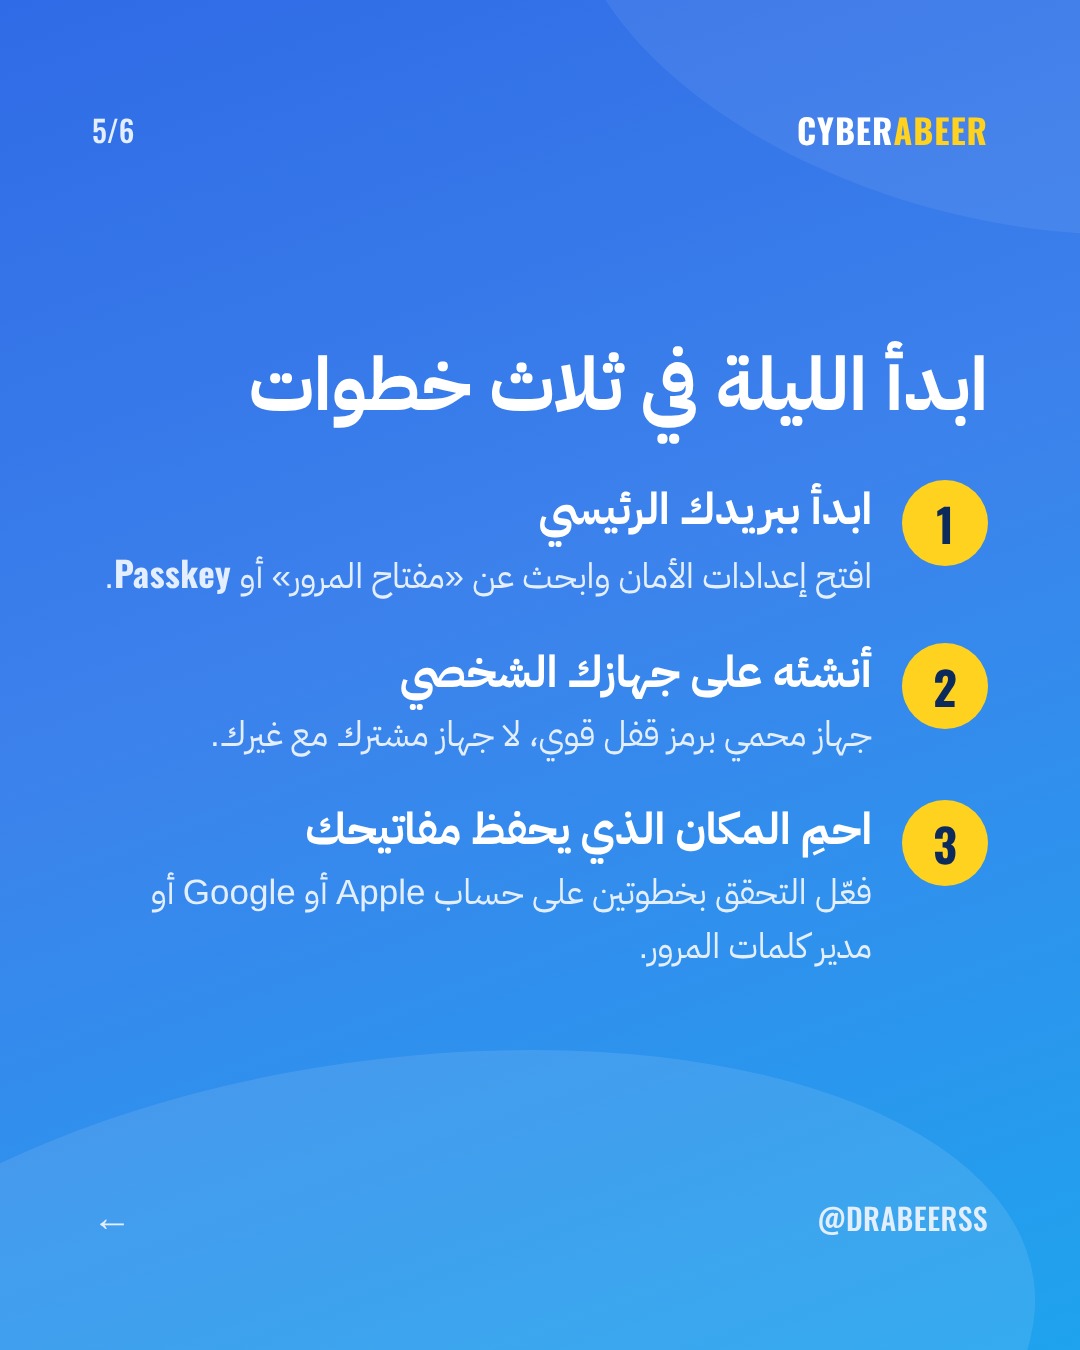 CYBERABEER
5/6
ابدأ الليلة في ثلاث خطوات
1
ابدأ ببريدك الرئيسي
افتح إعدادات الأمان وابحث عن «مفتاح المرور» أو Passkey.
2
أنشئه على جهازك الشخصي
جهاز محمي برمز قفل قوي، لا جهاز مشترك مع غيرك.
3
احمِ المكان الذي يحفظ مفاتيحك
فعّل التحقق بخطوتين على حساب Apple أو Google أو
مدير كلمات المرور.
@DRABEERSS
←